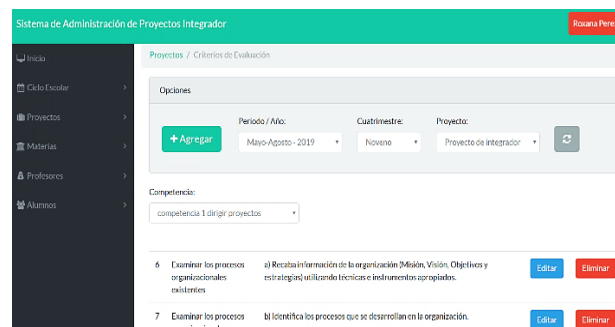 Sistema de Administración de Proyectos Integrador
Roxana Pere
Inicio
Proyectos / Criterios de Evaluación
Ciclo Escolar
Opciones
Proyectos
Periodo / Año:
Cuatrimestre:
Proyecto:
+ Agregar
Mayo-Agosto - 2019
Noveno
Proyecto de integrador
Materias
Profesores
Competencia:
Alumnos
competencia 1 dirigir proyectos
6 Examinar los procesos a) Recaba información de la organización (Misión, Visión, Objetivos y
organizacionales estrategias) utilizando técnicas e instrumentos apropiados.
existentes
Editar
Eliminar
7 Examinar los procesos b) Identifica los procesos que se desarrollan en la organización.
Editar
Eliminar